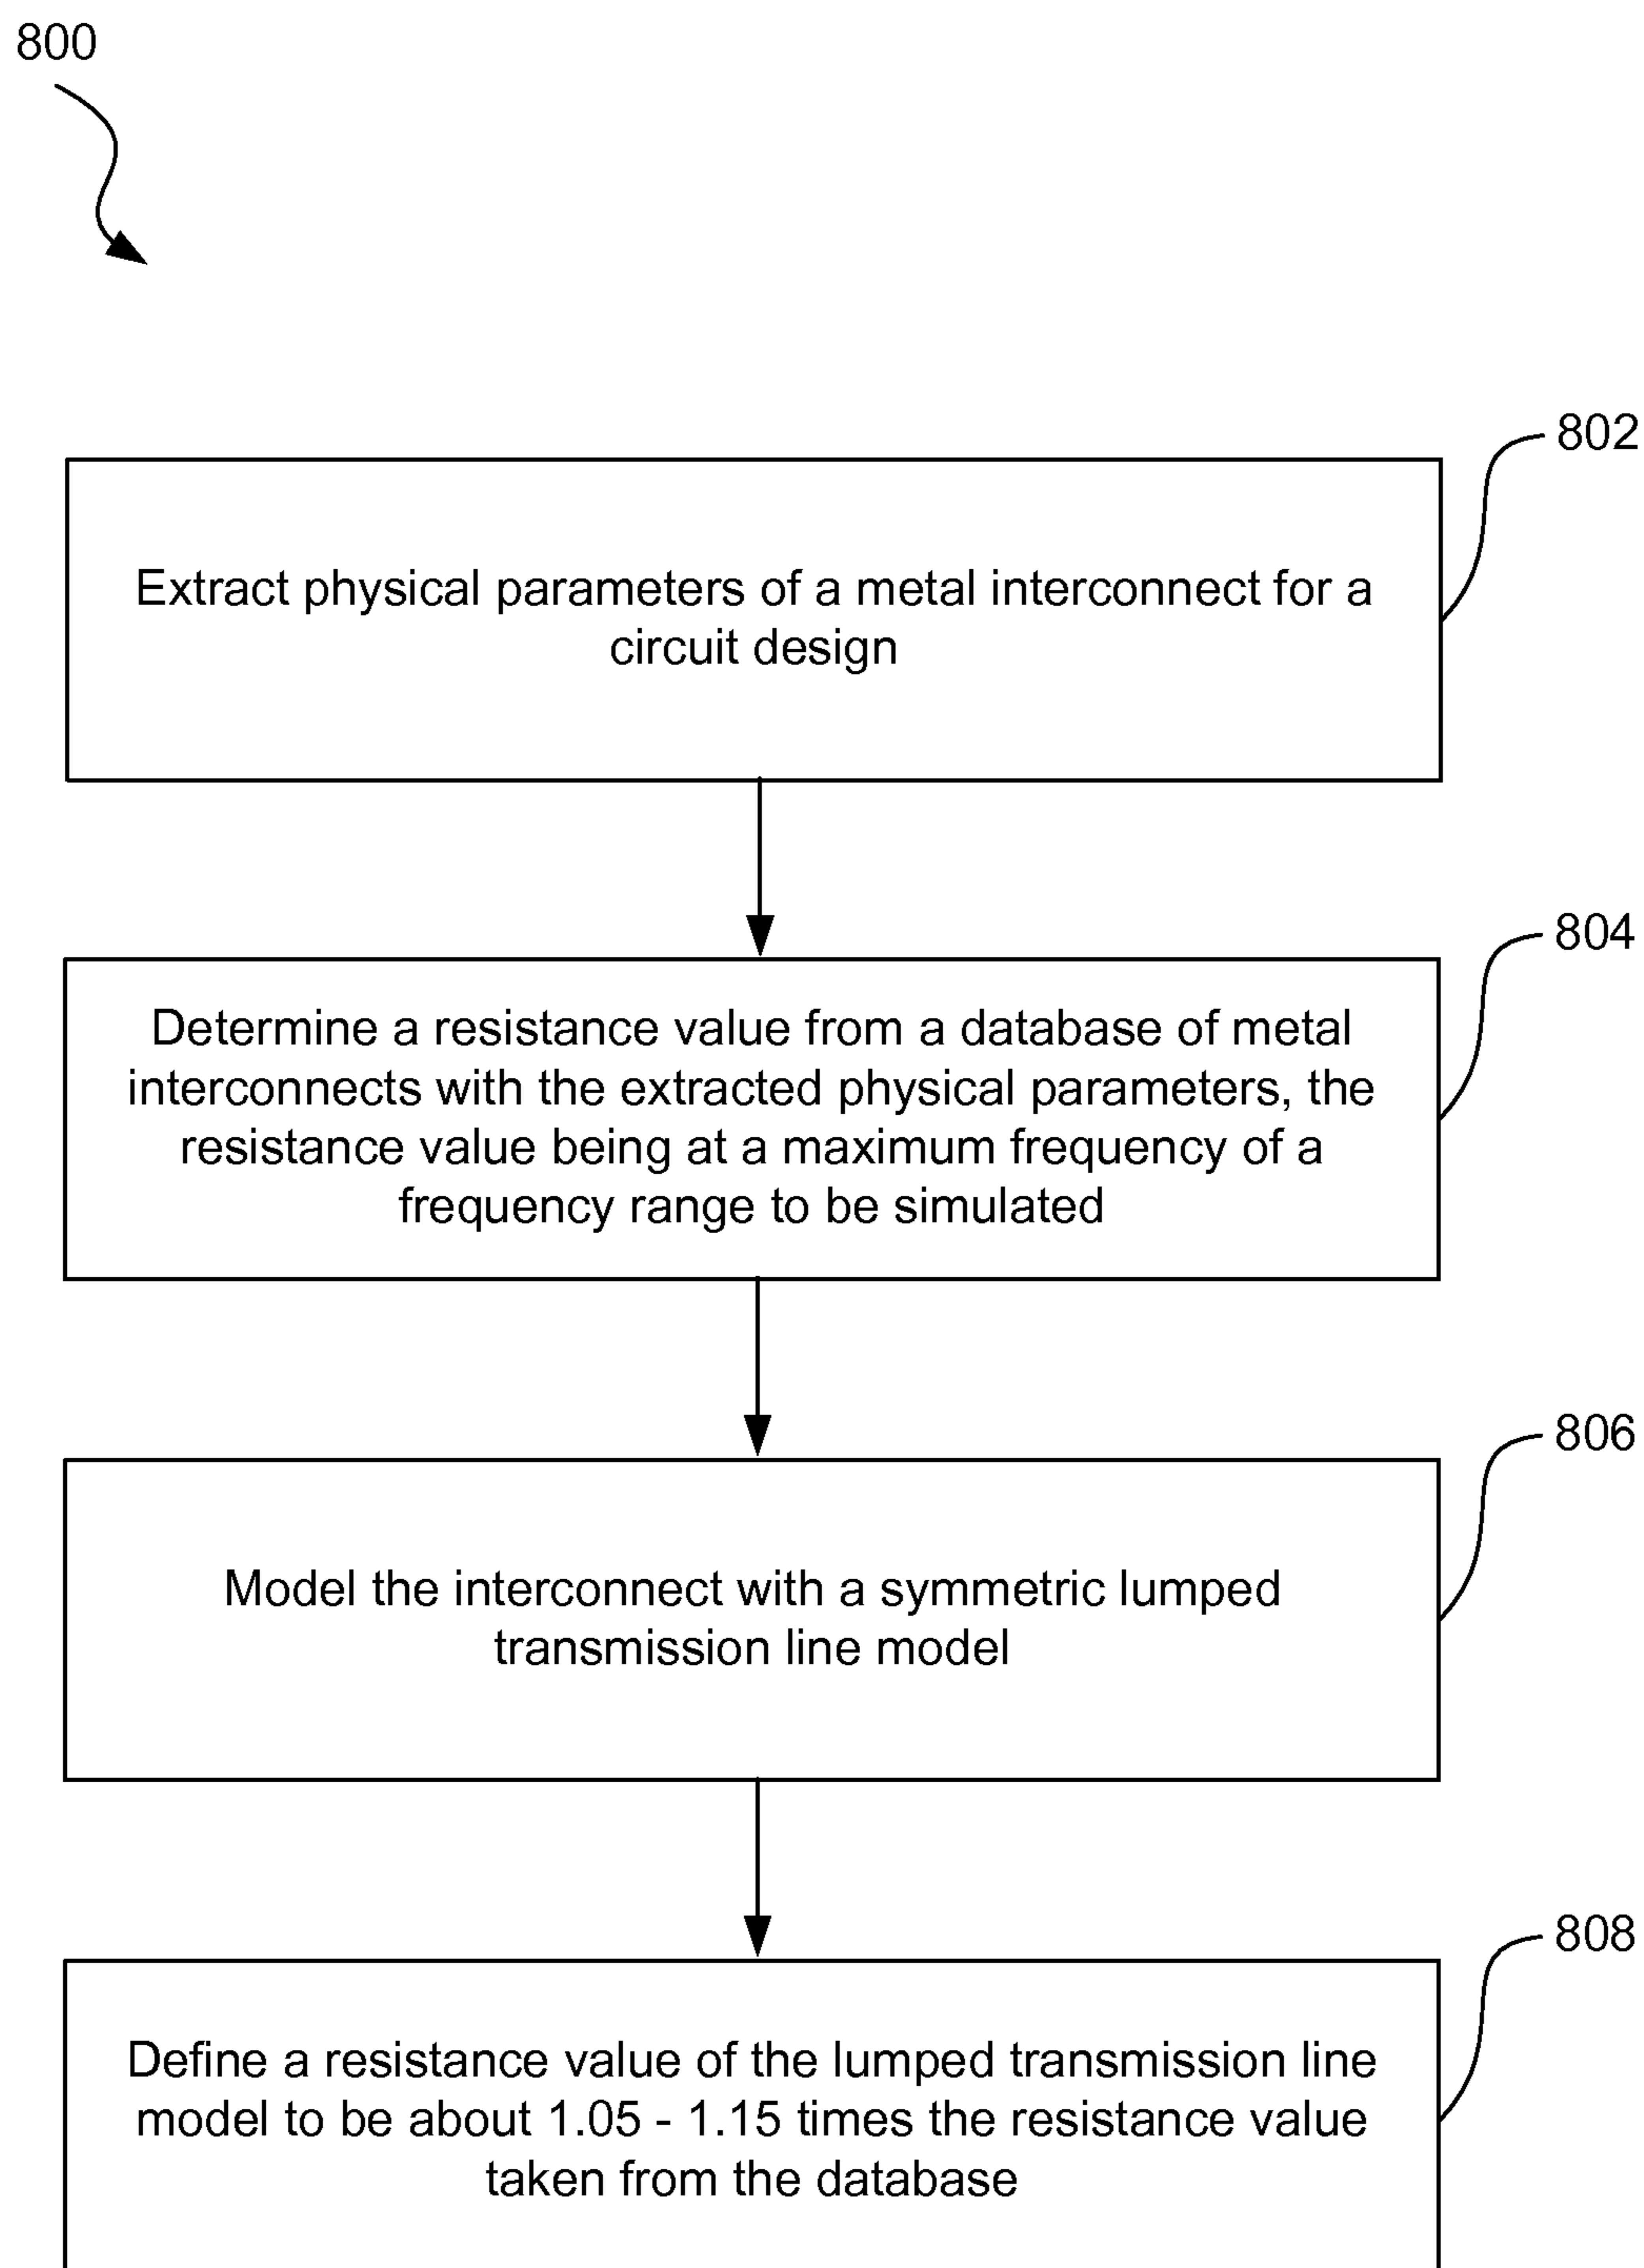 800
802
Extract physical parameters of a metal interconnect for a
circuit design
804
Determine a resistance value from a database of metal
interconnects with the extracted physical parameters, the
resistance value being at a maximum frequency of a
frequency range to be simulated
806
Model the interconnect with a symmetric lumped
transmission line model
808
Define a resistance value of the lumped transmission line
model to be about 1.05 - 1.15 times the resistance value
taken from the database